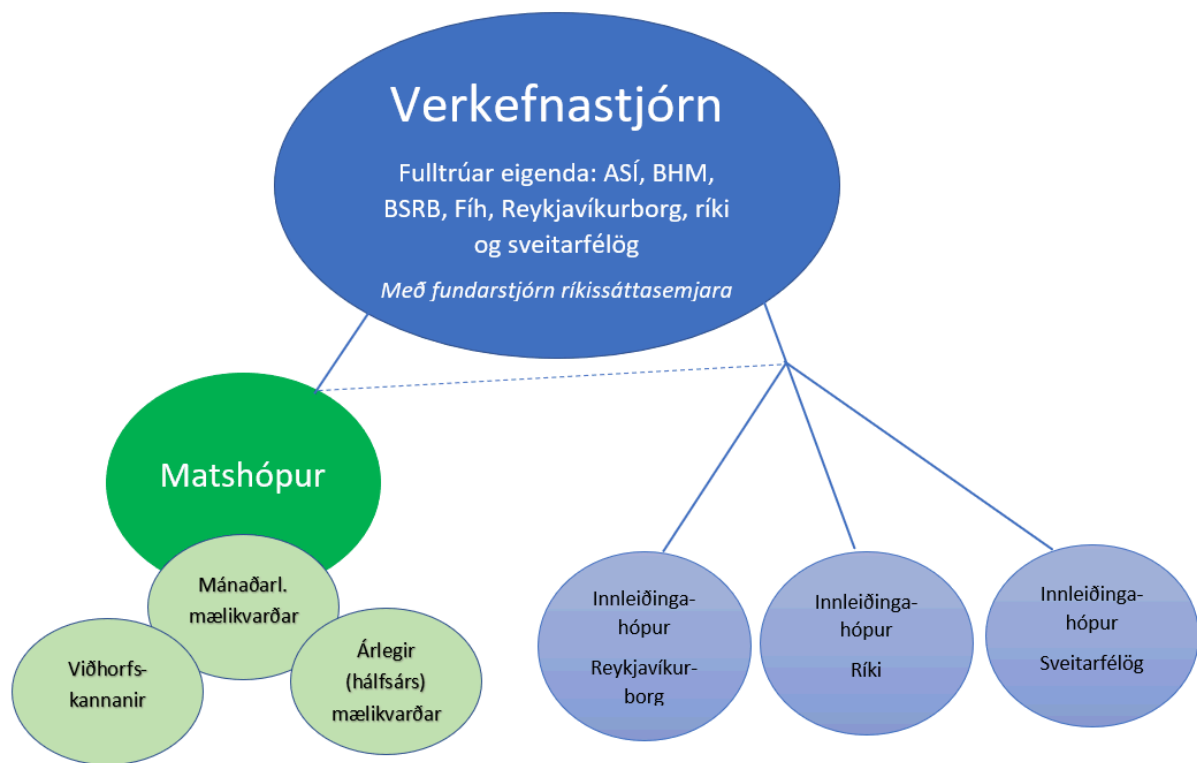 Verkefnastjórn
Fulltrúar eigenda: ASÍ, BHM,
BSRB, Fíh, Reykjavíkurborg, ríki
og sveitarfélög
Með fundarstjórn ríkissáttasemjara
Matshópur
Mánaðarl.
mælikvarðar
Viðhorfs-
kannanir
Árlegir
(hálfsárs)
mælikvarðar
Innleiðinga-
hópur
Reykjavíkur-
borg
Innleiðinga-
hópur
Ríki
Innleiðinga-
hópur
Sveitarfélög